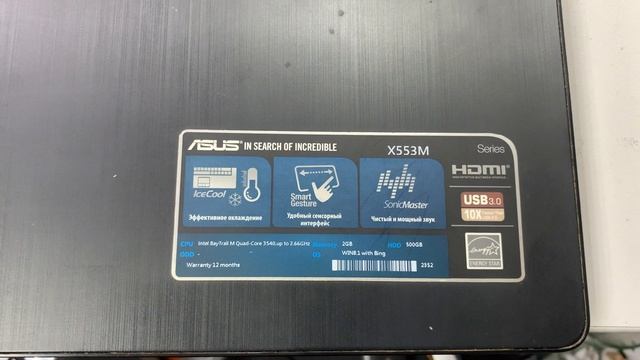 ASUS IN SEARCH OF INCREDIBLE X553M Series
IceCool
Эффективное охлаждение
Smart
Gesture
Удобный сенсорный
интерфейс
SonicMaster
Чистый и мощный звук
HDMI
USB 3.0
10X
ENERGY STAR
CPU Intel BayTrail M Quad-Core 3540,up to 2.66GHz Memory 2GB HDD 500GB
ODD - OS WIN8.1 with Bing
Warranty 12 months 2352